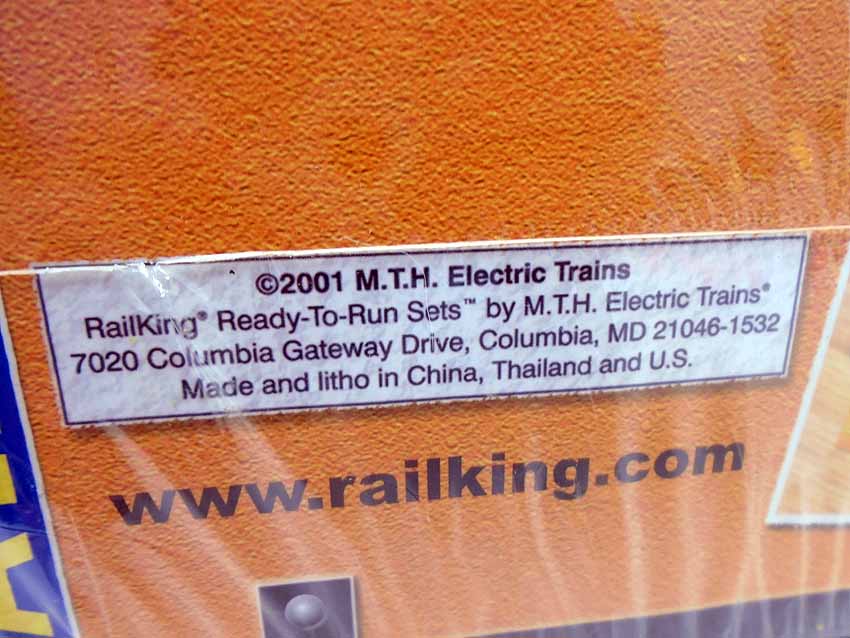 ©2001 M.T.H. Electric Trains
RailKing® Ready-To-Run Sets™ by M.T.H. Electric Trains®
7020 Columbia Gateway Drive, Columbia, MD 21046-1532
Made and litho in China, Thailand and U.S.
www.railking.com